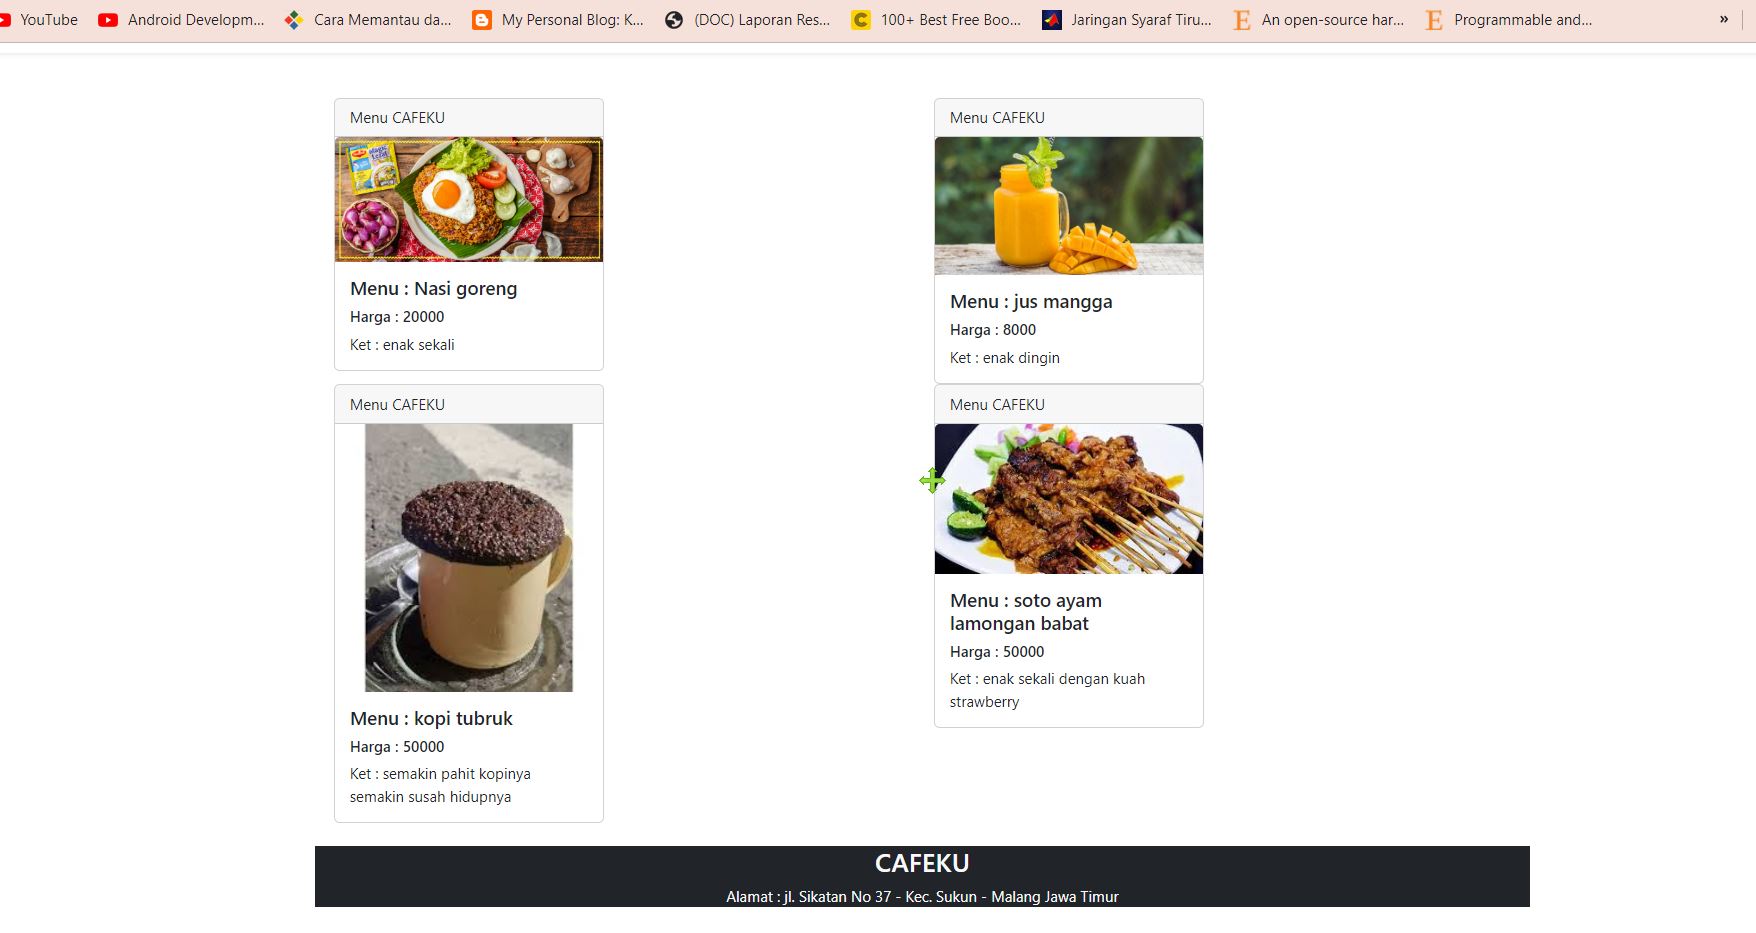 YouTube
Android Developm...
Cara Memantau da...
My Personal Blog: K...
(DOC) Laporan Res...
100+ Best Free Boo...
Jaringan Syaraf Tiru...
An open-source har...
Programmable and...
»
Menu CAFEKU
Menu : Nasi goreng
Harga : 20000
Ket : enak sekali
Menu CAFEKU
Menu : jus mangga
Harga : 8000
Ket : enak dingin
Menu CAFEKU
Menu : kopi tubruk
Harga : 50000
Ket : semakin pahit kopinya
semakin susah hidupnya
Menu CAFEKU
Menu : soto ayam
lamongan babat
Harga : 50000
Ket : enak sekali dengan kuah
strawberry
CAFEKU
Alamat : jl. Sikatan No 37 - Kec. Sukun - Malang Jawa Timur